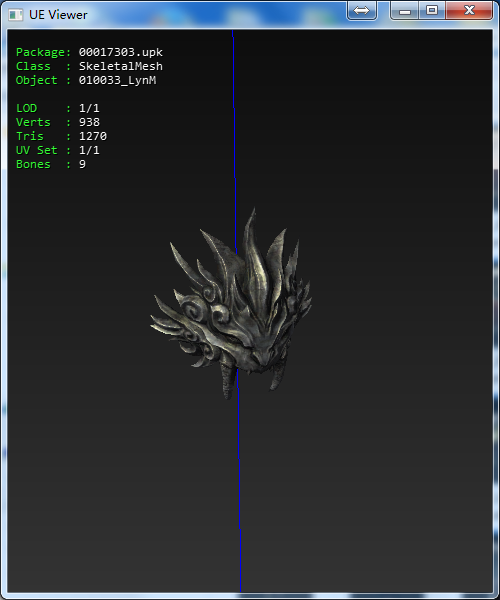 UE Viewer
Package: 00017303.upk
Class : SkeletalMesh
Object : 010033_LynM
LOD : 1/1
Verts : 938
Tris : 1270
UV Set : 1/1
Bones : 9